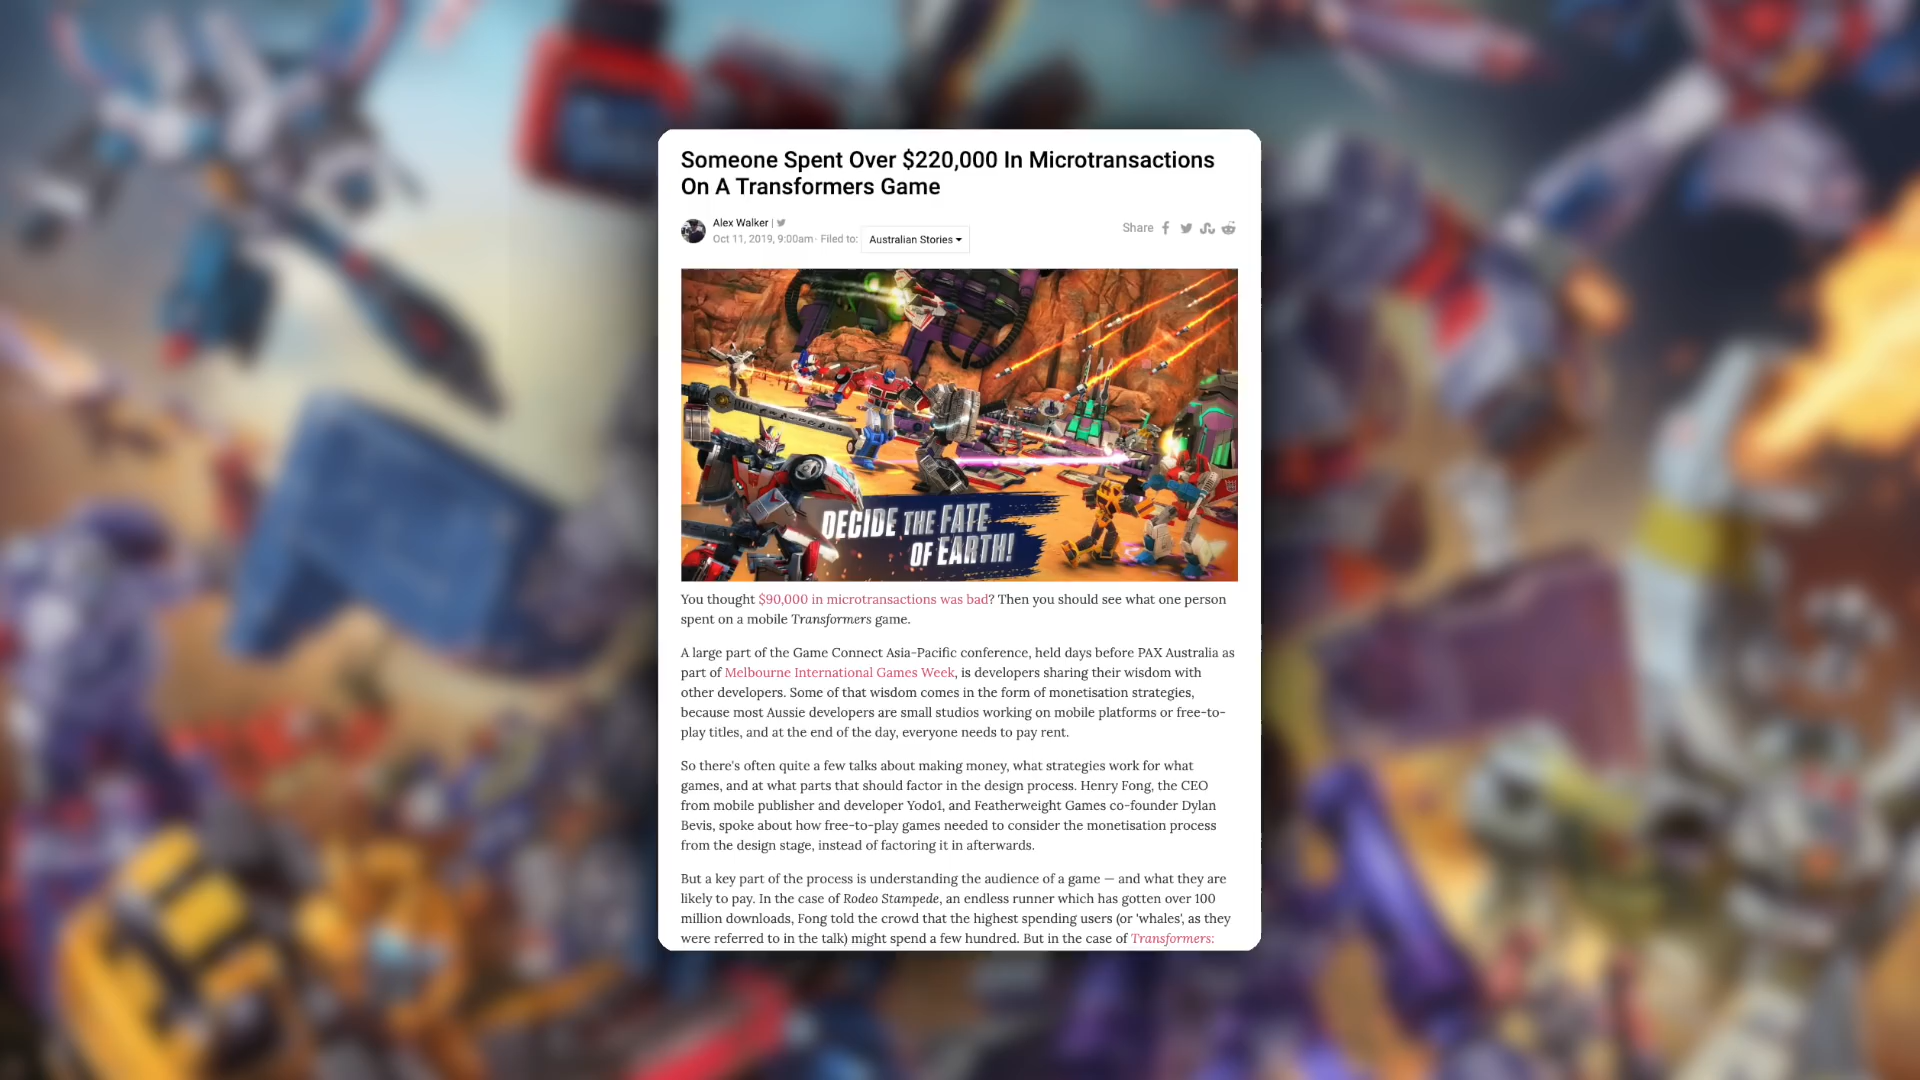 Someone Spent Over $220,000 In Microtransactions
On A Transformers Game
Alex Walker |
Oct 11, 2019, 9:00am · Filed to: Australian Stories
Share
DECIDE THE FATE
OF EARTH!
You thought $90,000 in microtransactions was bad? Then you should see what one person
spent on a mobile Transformers game.
A large part of the Game Connect Asia-Pacific conference, held days before PAX Australia as
part of Melbourne International Games Week, is developers sharing their wisdom with
other developers. Some of that wisdom comes in the form of monetisation strategies,
because most Aussie developers are small studios working on mobile platforms or free-to-
play titles, and at the end of the day, everyone needs to pay rent.
So there's often quite a few talks about making money, what strategies work for what
games, and at what parts that should factor in the design process. Henry Fong, the CEO
from mobile publisher and developer Yodo1, and Featherweight Games co-founder Dylan
Bevis, spoke about how free-to-play games needed to consider the monetisation process
from the design stage, instead of factoring it in afterwards.
But a key part of the process is understanding the audience of a game — and what they are
likely to pay. In the case of Rodeo Stampede, an endless runner which has gotten over 100
million downloads, Fong told the crowd that the highest spending users (or 'whales', as they
were referred to in the talk) might spend a few hundred. But in the case of Transformers: